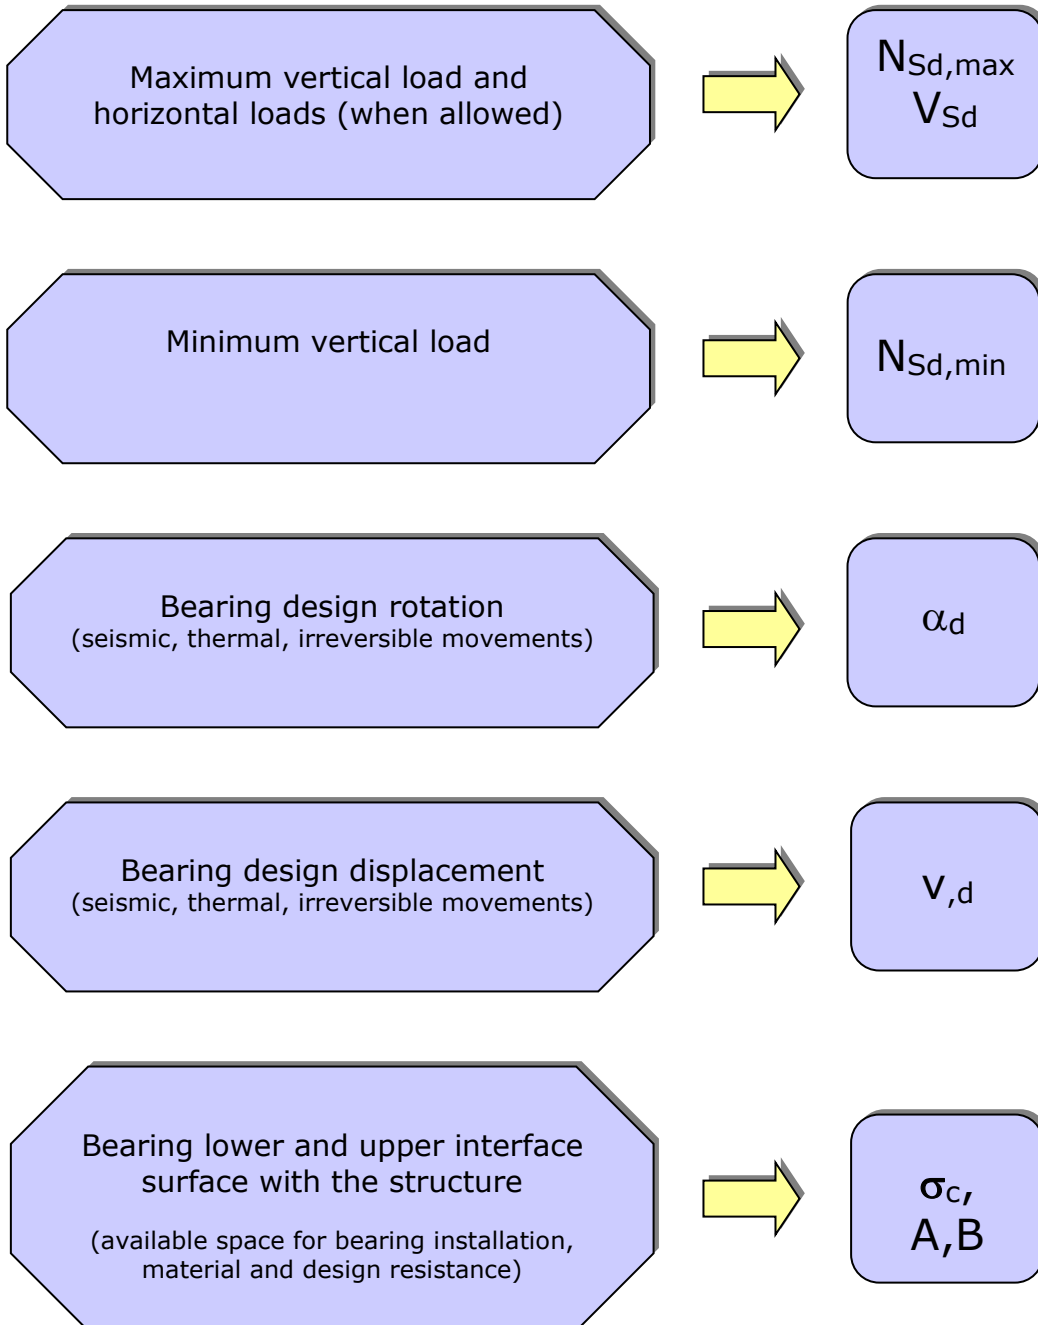 Maximum vertical load and
horizontal loads (when allowed)
NSd,max
VSd
Minimum vertical load
NSd,min
Bearing design rotation
(seismic, thermal, irreversible movements)
αd
Bearing design displacement
(seismic, thermal, irreversible movements)
v,d
Bearing lower and upper interface
surface with the structure
(available space for bearing installation,
material and design resistance)
σc,
A,B